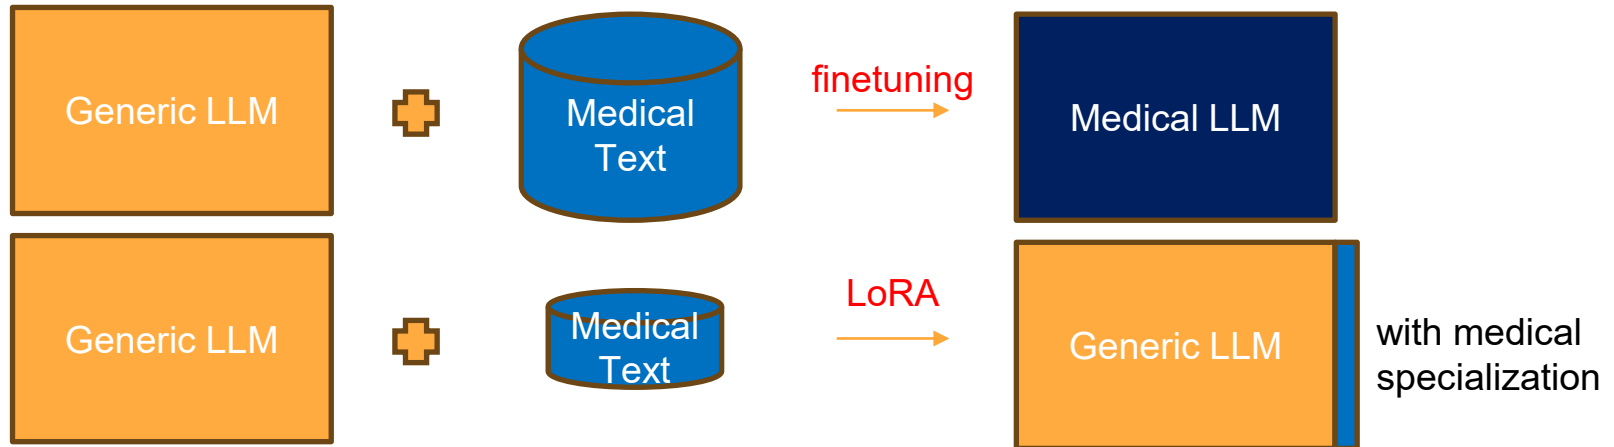 Generic LLM
Medical
Text
finetuning
Medical LLM
Generic LLM
Medical
Text
LoRA
Generic LLM
with medical
specialization